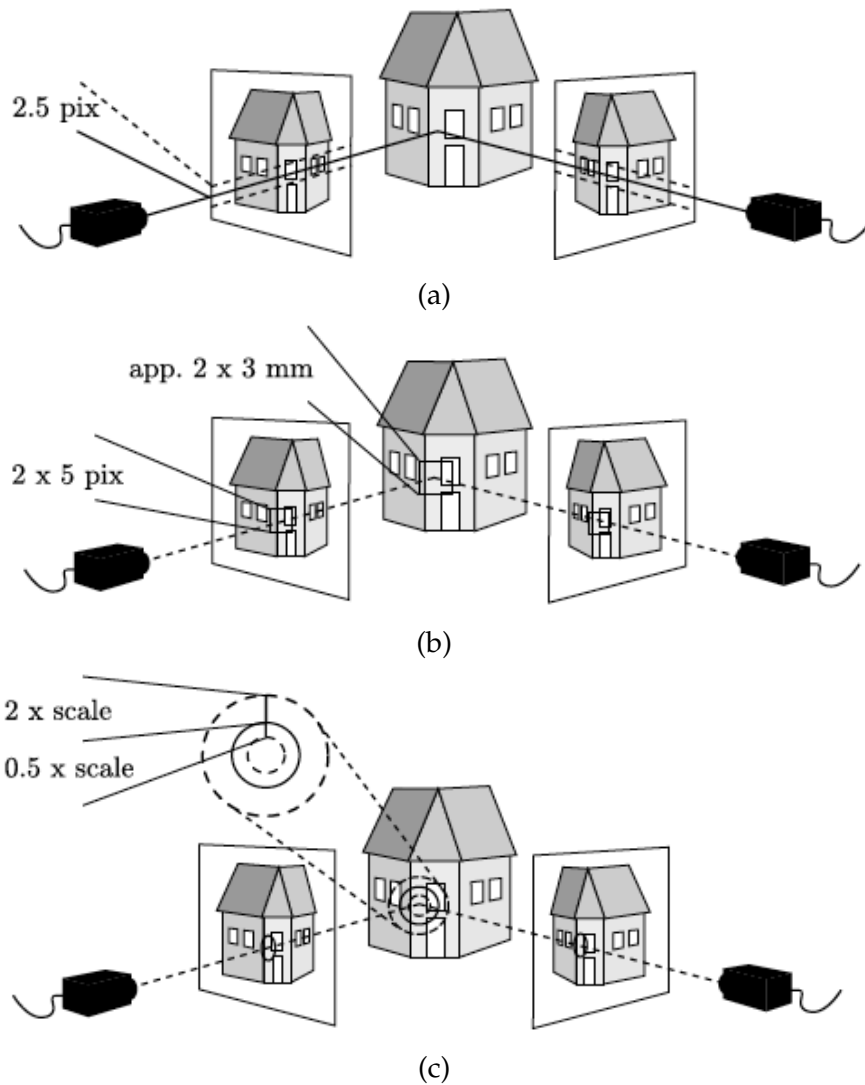 2.5 pix
(a)
app. 2 x 3 mm
2 x 5 pix
(b)
2 x scale
0.5 x scale
(c)